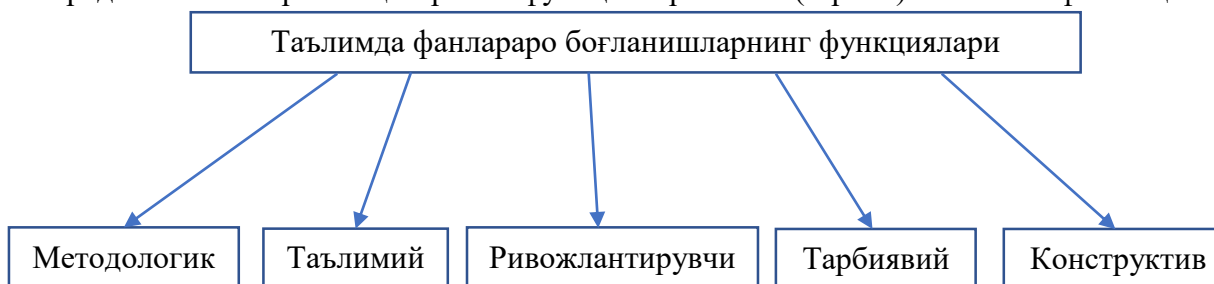 Таълимда фанлараро боғланишларнинг функциялари
Методологик Таълимий Ривожлантирувчи Тарбиявий Конструктив